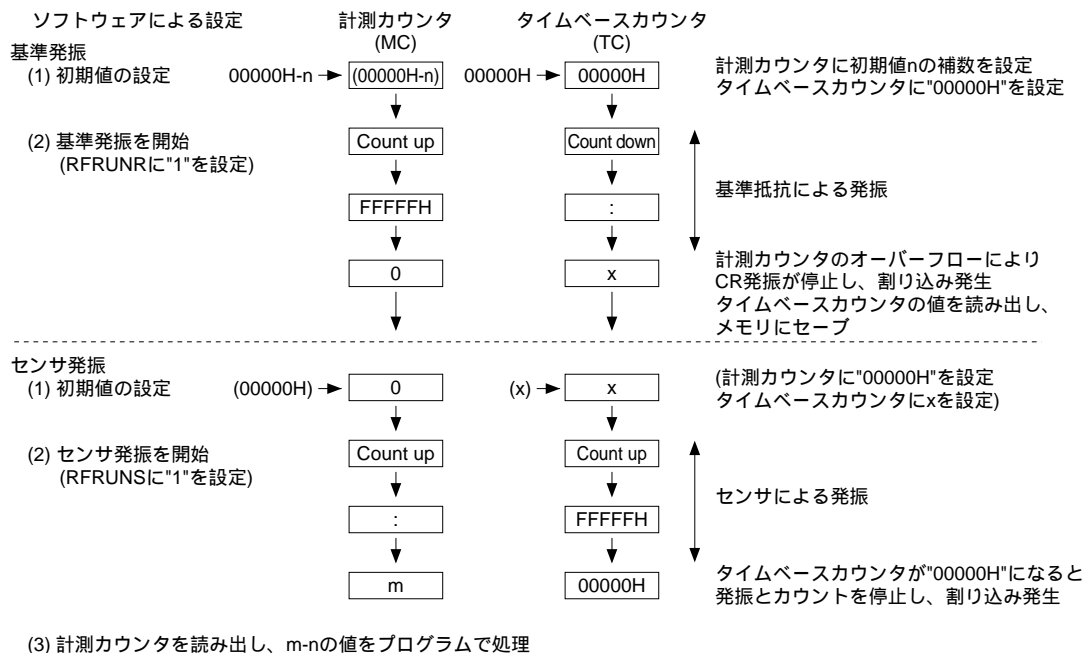 ソフトウェアによる設定
計測カウンタ
(MC)
タイムベースカウンタ
(TC)
基準発振
(1) 初期値の設定
00000H-n
(00000H-n)
00000H
00000H
計測カウンタに初期値nの補数を設定
タイムベースカウンタに"00000H"を設定
(2) 基準発振を開始
(RFRUNRに"1"を設定)
Count up
Count down
FFFFFH
:
基準抵抗による発振
0
x
計測カウンタのオーバーフローにより
CR発振が停止し、割り込み発生
タイムベースカウンタの値を読み出し、
メモリにセーブ
センサ発振
(1) 初期値の設定
(00000H)
0
(x)
x
(計測カウンタに"00000H"を設定
タイムベースカウンタにxを設定)
(2) センサ発振を開始
(RFRUNSに"1"を設定)
Count up
Count up
:
FFFFFH
センサによる発振
m
00000H
タイムベースカウンタが"00000H"になると
発振とカウントを停止し、割り込み発生
(3) 計測カウンタを読み出し、m-nの値をプログラムで処理